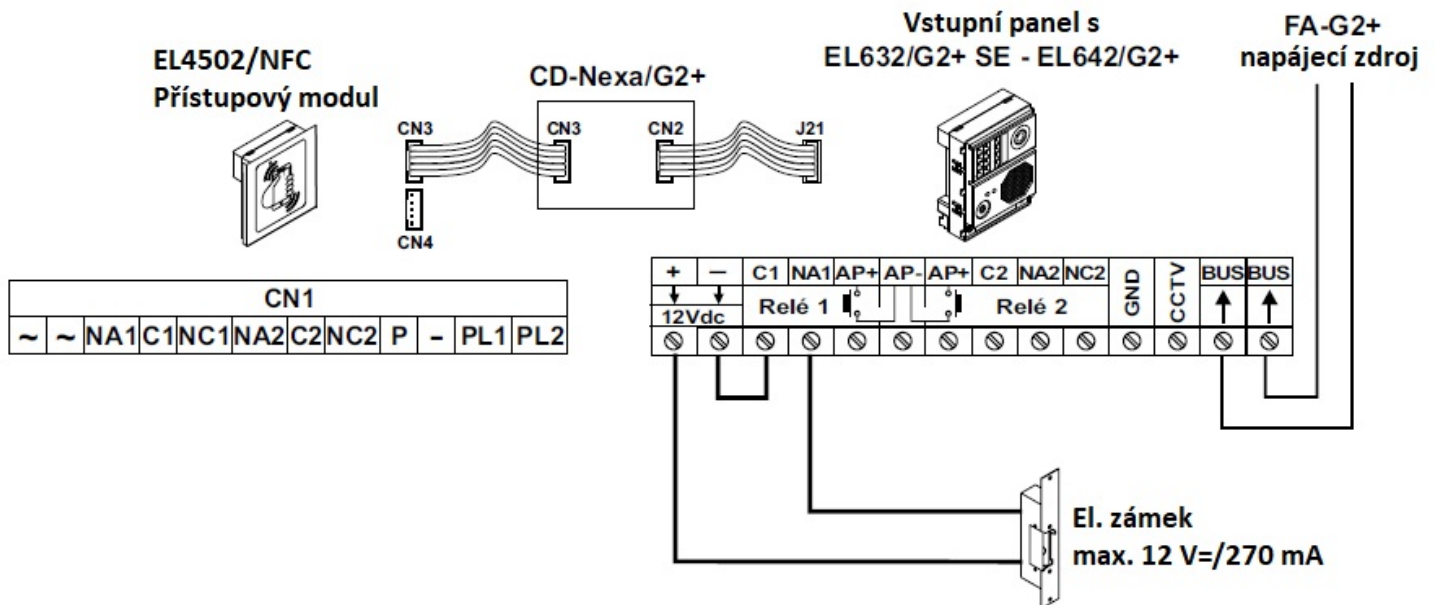 EL4502/NFC
Přístupový modul
CD-Nexa/G2+
Vstupní panel s
EL632/G2+ SE - EL642/G2+
FA-G2+
napájecí zdroj
CN3
CN3
CN2
J21
CN4
CN1
~ ~ NA1 C1 NC1 NA2 C2 NC2 P - PL1 PL2
+ − C1 NA1 AP+ AP- AP+ C2 NA2 NC2 GND CCTV BUS BUS
12Vdc Relé 1 Relé 2
El. zámek
max. 12 V=/270 mA